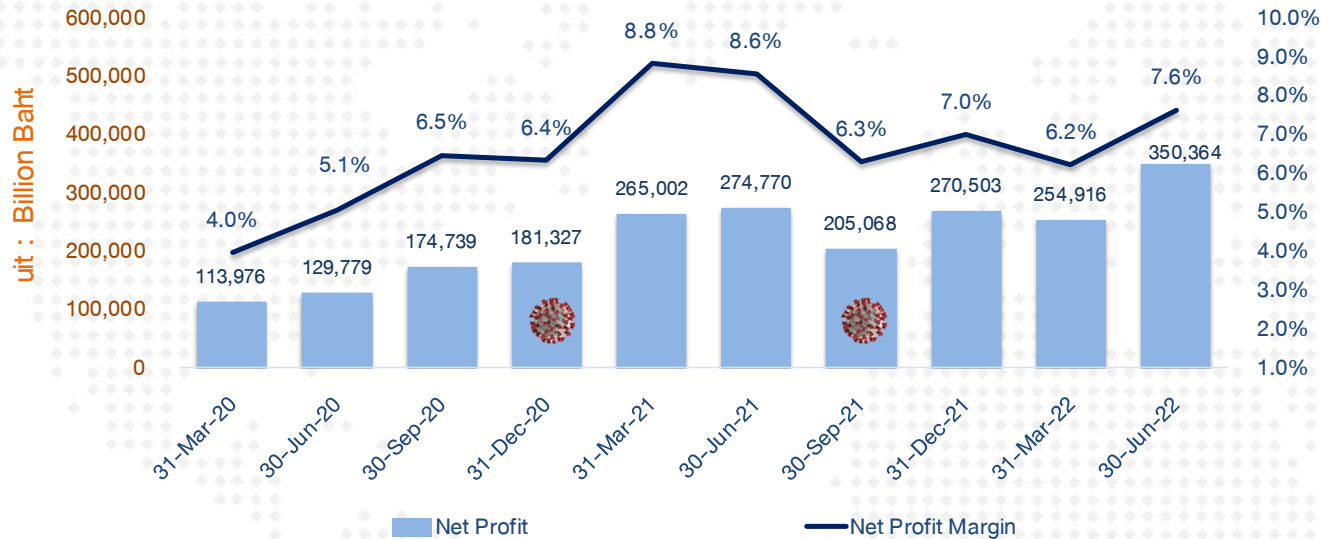 600,000
500,000
400,000
300,000
200,000
100,000
0
uit : Billion Baht
10.0%
9.0%
8.0%
7.0%
6.0%
5.0%
4.0%
3.0%
2.0%
1.0%
4.0%
5.1%
6.5%
6.4%
8.8%
8.6%
6.3%
7.0%
6.2%
7.6%
113,976
129,779
174,739
181,327
265,002
274,770
205,068
270,503
254,916
350,364
31-Mar-20
30-Jun-20
30-Sep-20
31-Dec-20
31-Mar-21
30-Jun-21
30-Sep-21
31-Dec-21
31-Mar-22
30-Jun-22
Net Profit
Net Profit Margin